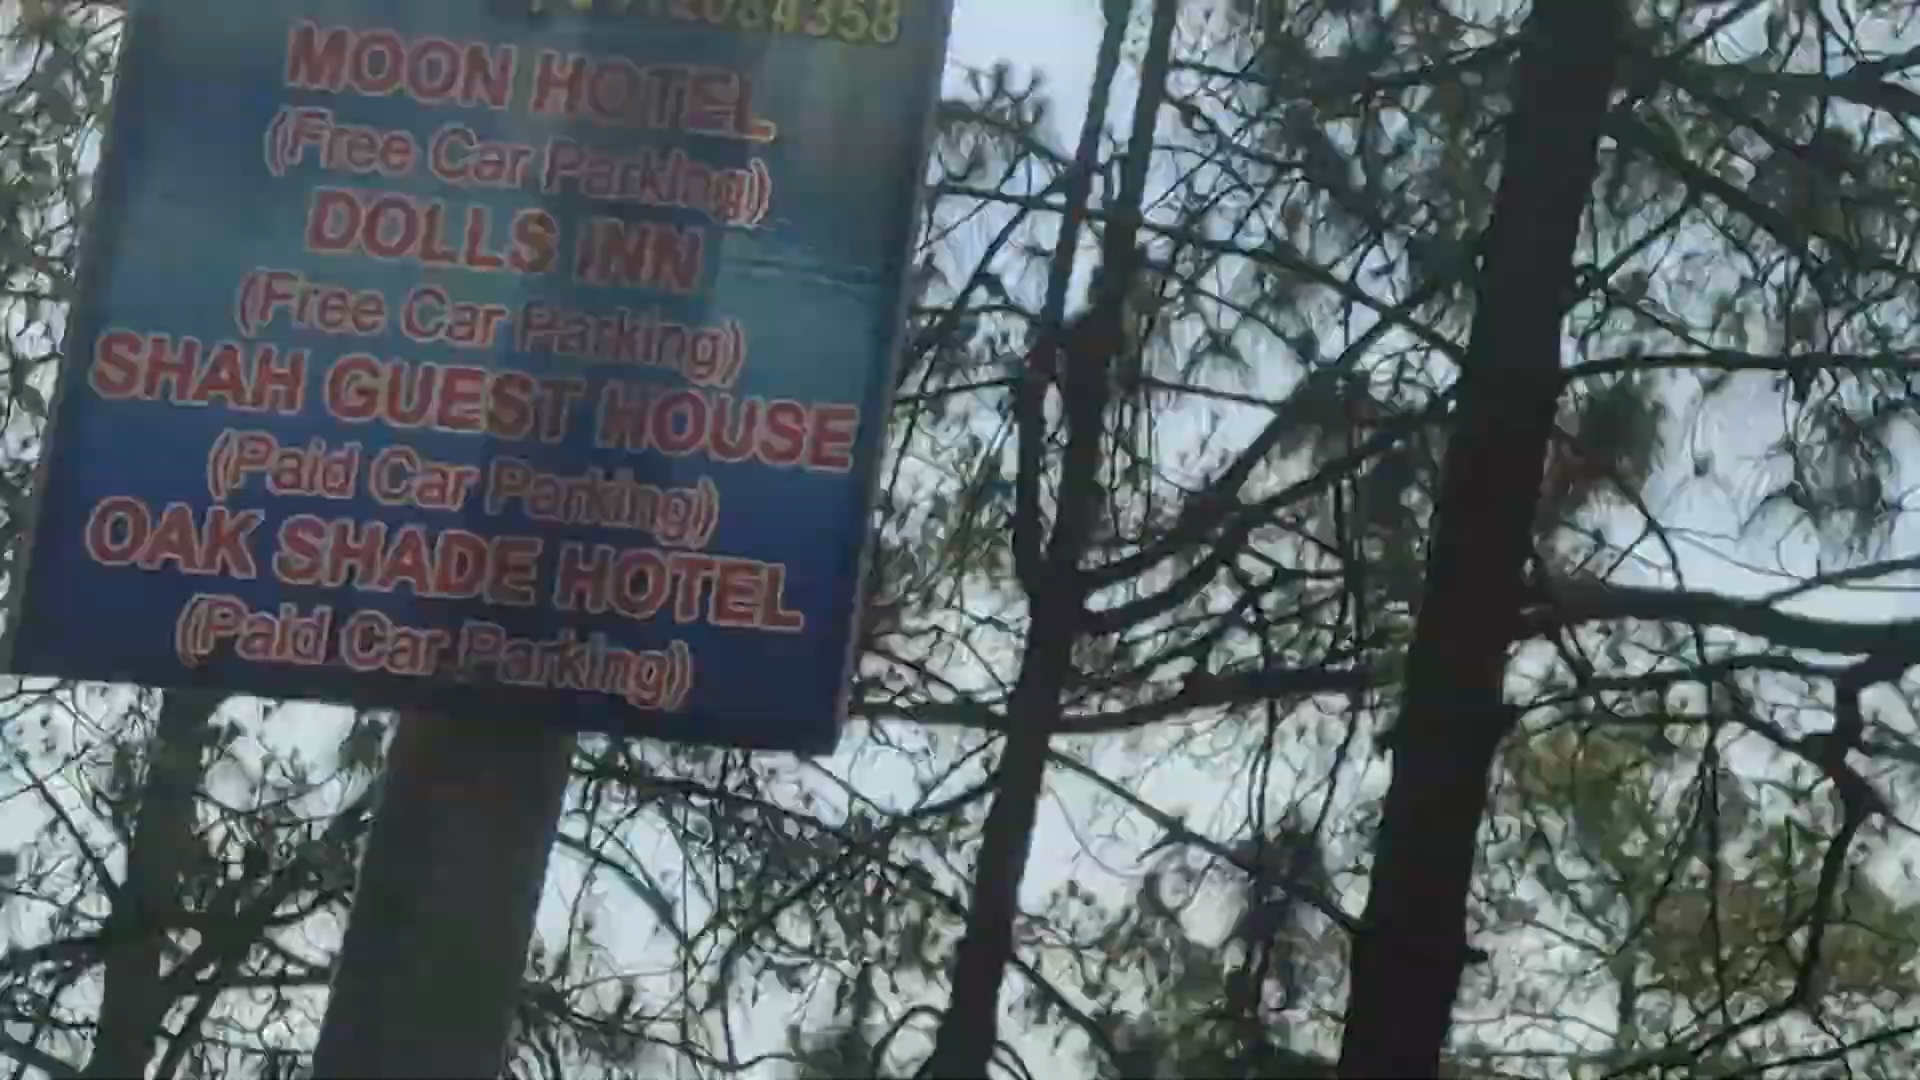 MOON HOTEL
(Free Car Parking)
DOLLS INN
(Free Car Parking)
SHAH GUEST HOUSE
(Paid Car Parking)
OAK SHADE HOTEL
(Paid Car Parking)